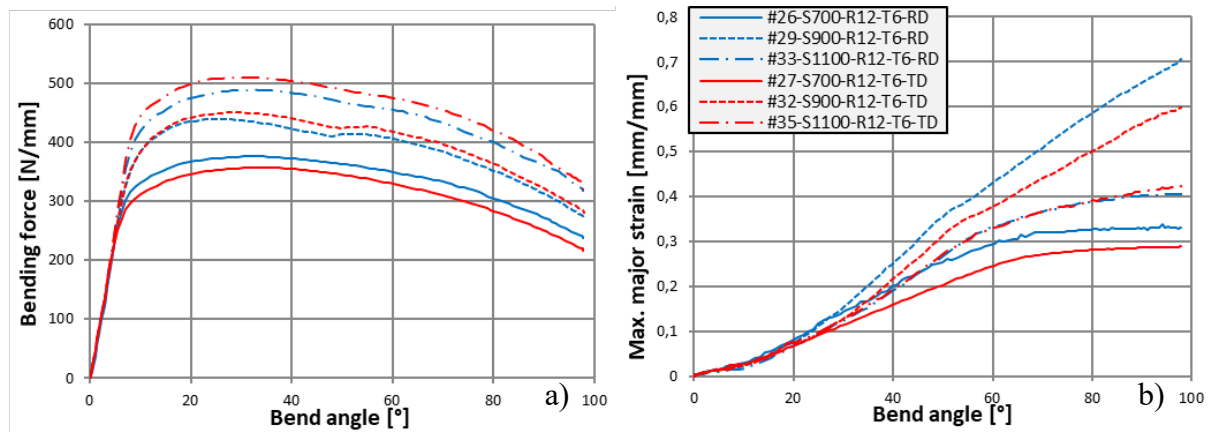 600
500
400
300
200
100
0
Bending force [N/mm]
0 20 40 60 80 100
Bend angle [°]
a)
0,8
0,7
0,6
0,5
0,4
0,3
0,2
0,1
0
Max. major strain [mm/mm]
#26-S700-R12-T6-RD
#29-S900-R12-T6-RD
#33-S1100-R12-T6-RD
#27-S700-R12-T6-TD
#32-S900-R12-T6-TD
#35-S1100-R12-T6-TD
0 20 40 60 80 100
Bend angle [°]
b)